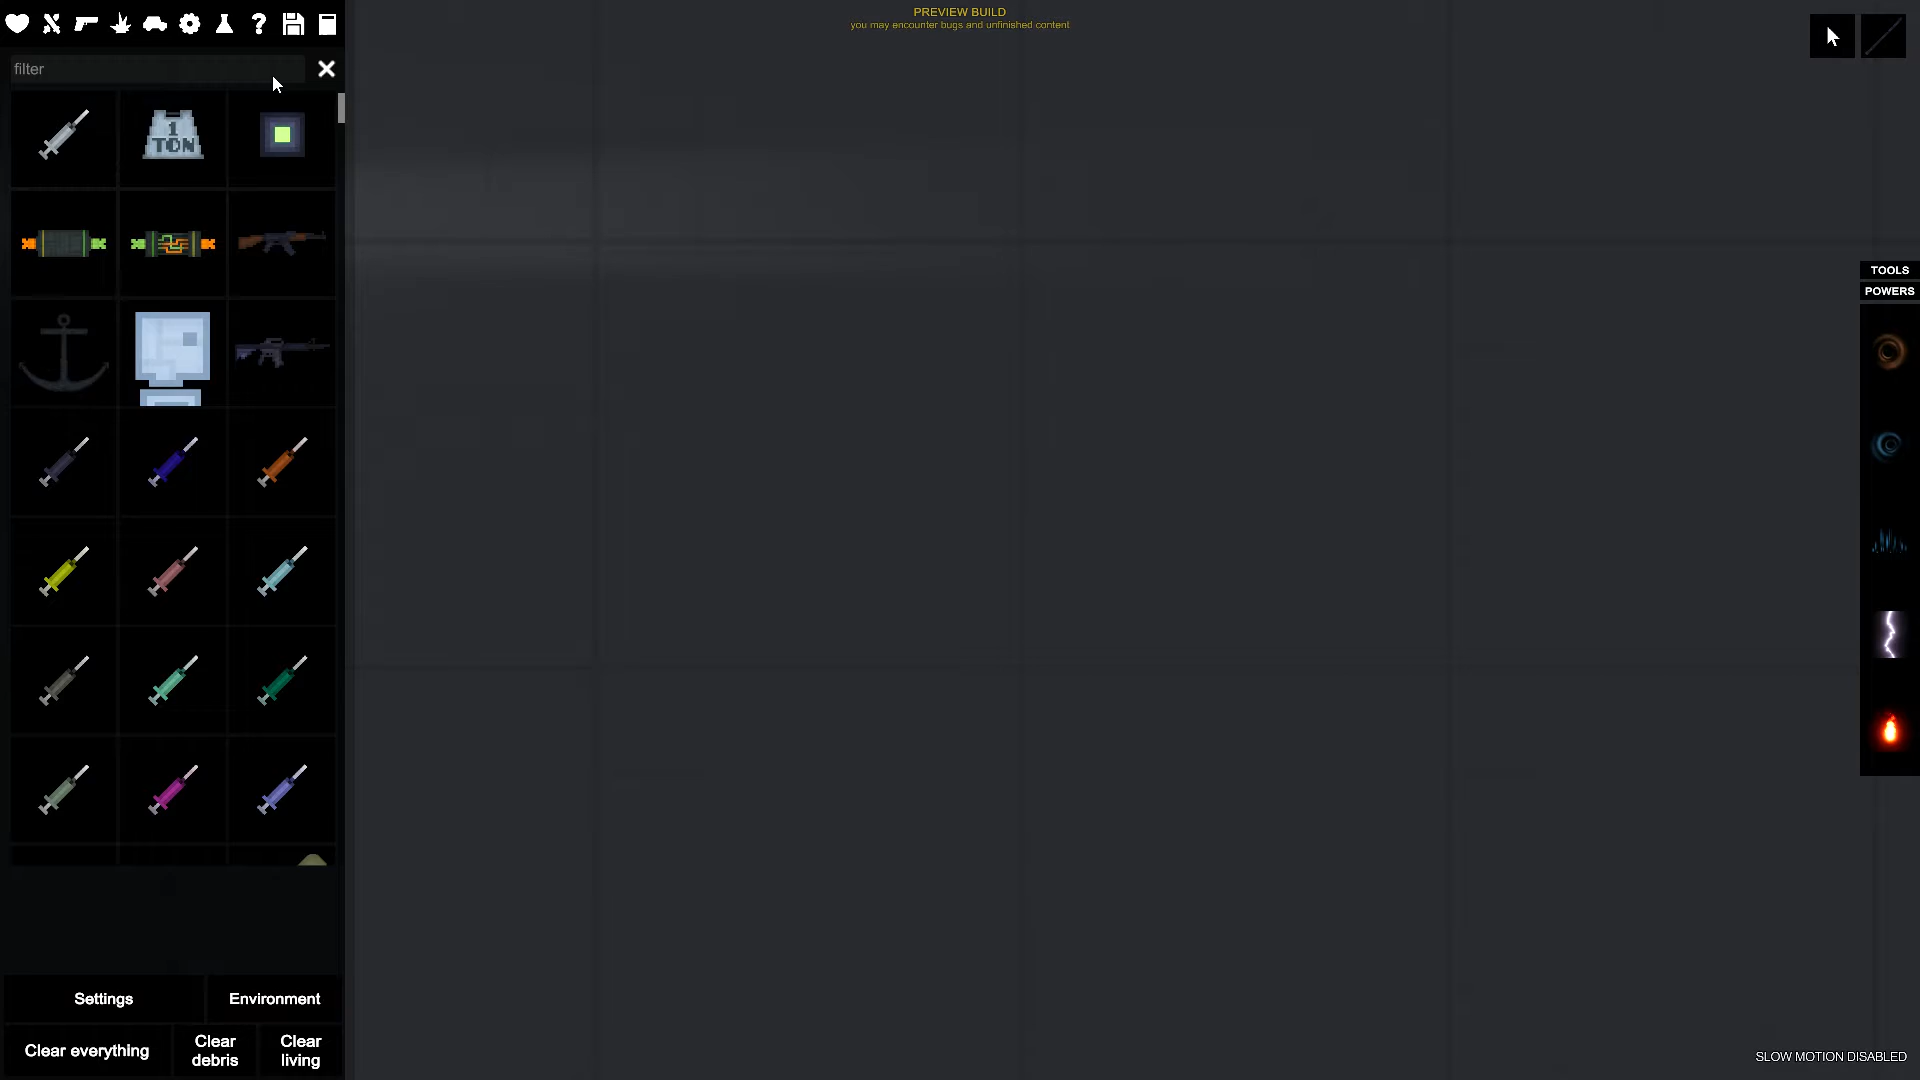 PREVIEW BUILD
you may encounter bugs and unfinished content
filter
1
TON
TOOLS
POWERS
Settings
Environment
Clear everything
Clear
debris
Clear
living
SLOW MOTION DISABLED